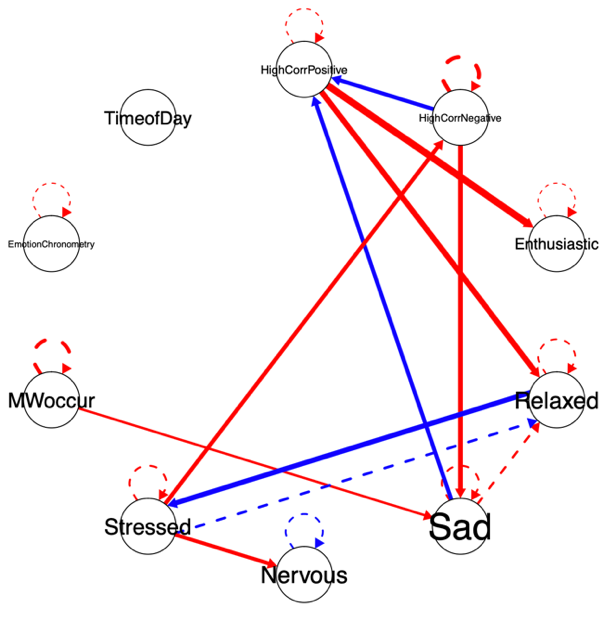 HighCorrPositive
TimeofDay
HighCorrNegative
EmotionChronometry
Enthusiastic
MWoccur
Relaxed
Stressed
Sad
Nervous